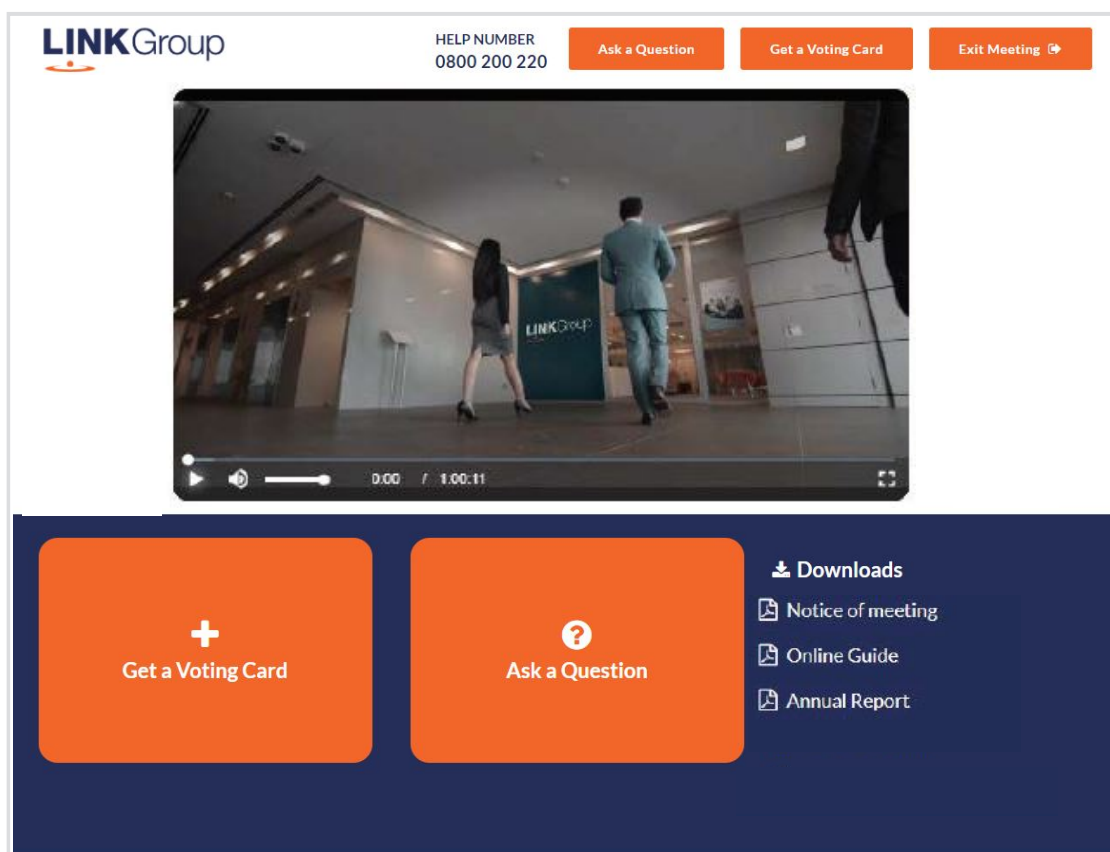 LINKGroup
HELP NUMBER
0800 200 220
Ask a Question
Get a Voting Card
Exit Meeting
LINKGroup
0:00 / 1:00:11
Get a Voting Card
Ask a Question
Downloads
Notice of meeting
Online Guide
Annual Report